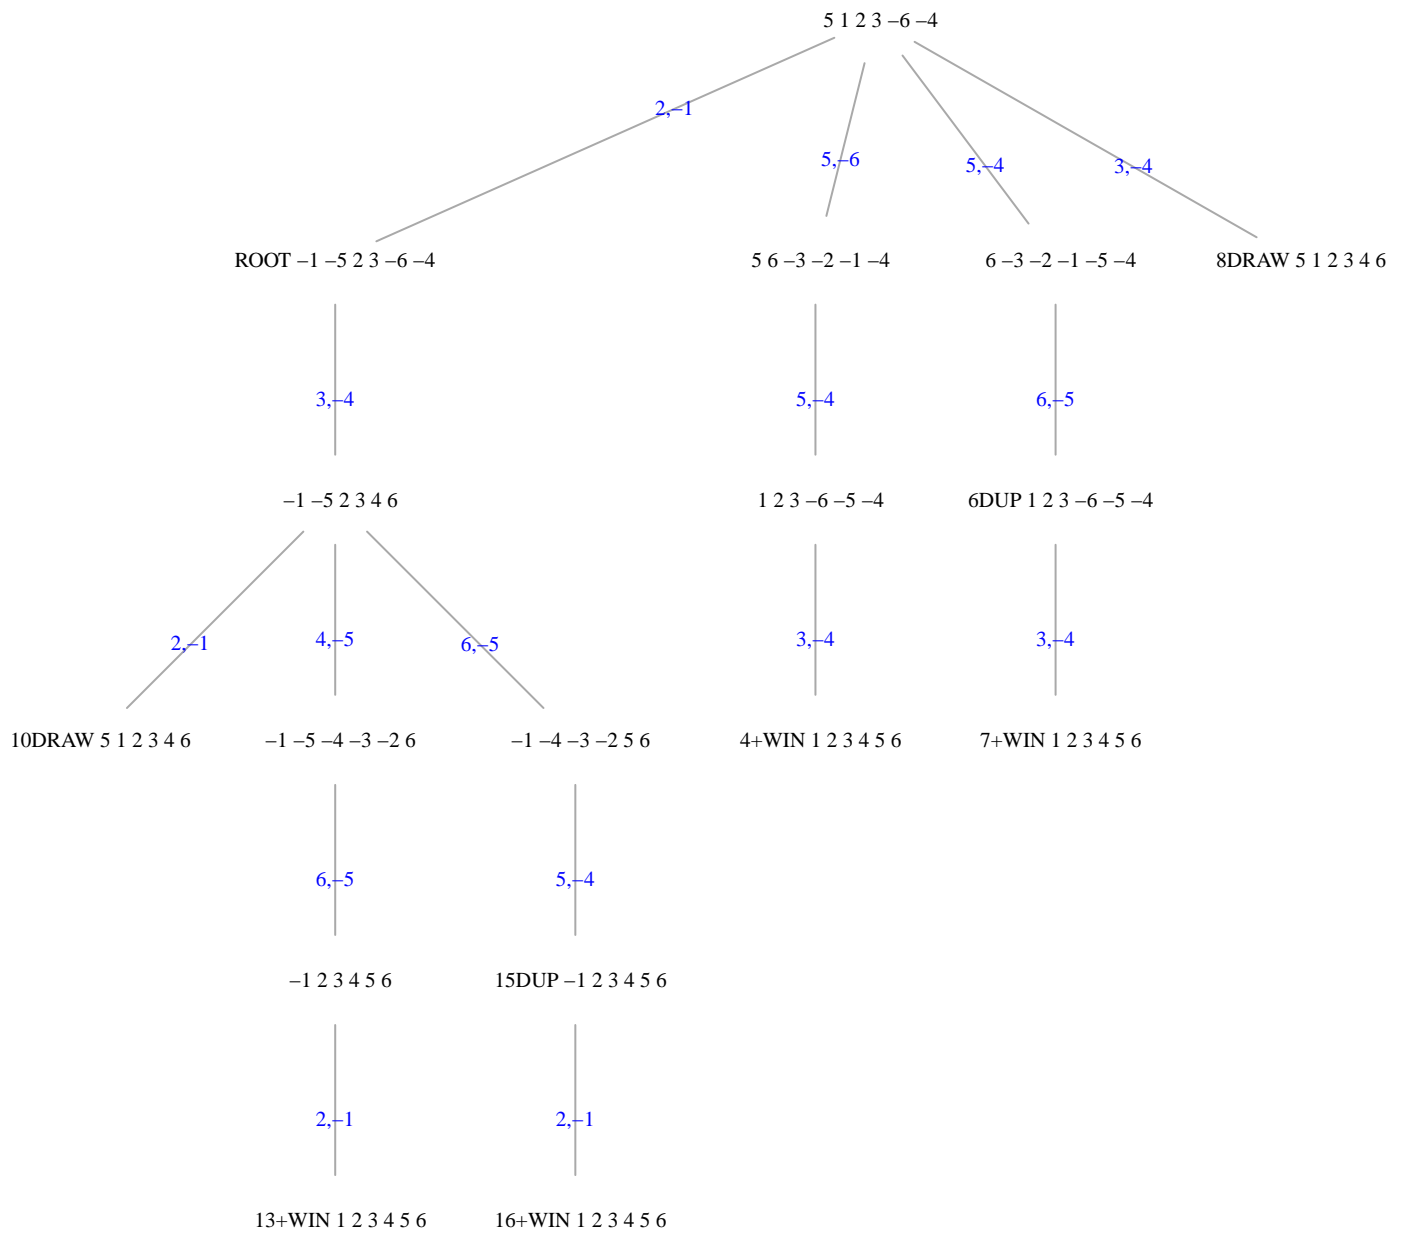 5 1 2 3 –6 –4
2,–1
5,–6
5,–4
3,–4
ROOT –1 –5 2 3 –6 –4
5 6 –3 –2 –1 –4
6 –3 –2 –1 –5 –4
8DRAW 5 1 2 3 4 6
3,–4
5,–4
6,–5
–1 –5 2 3 4 6
1 2 3 –6 –5 –4
6DUP 1 2 3 –6 –5 –4
2,–1
4,–5
6,–5
3,–4
3,–4
10DRAW 5 1 2 3 4 6
–1 –5 –4 –3 –2 6
–1 –4 –3 –2 5 6
4+WIN 1 2 3 4 5 6
7+WIN 1 2 3 4 5 6
6,–5
5,–4
–1 2 3 4 5 6
15DUP –1 2 3 4 5 6
2,–1
2,–1
13+WIN 1 2 3 4 5 6
16+WIN 1 2 3 4 5 6